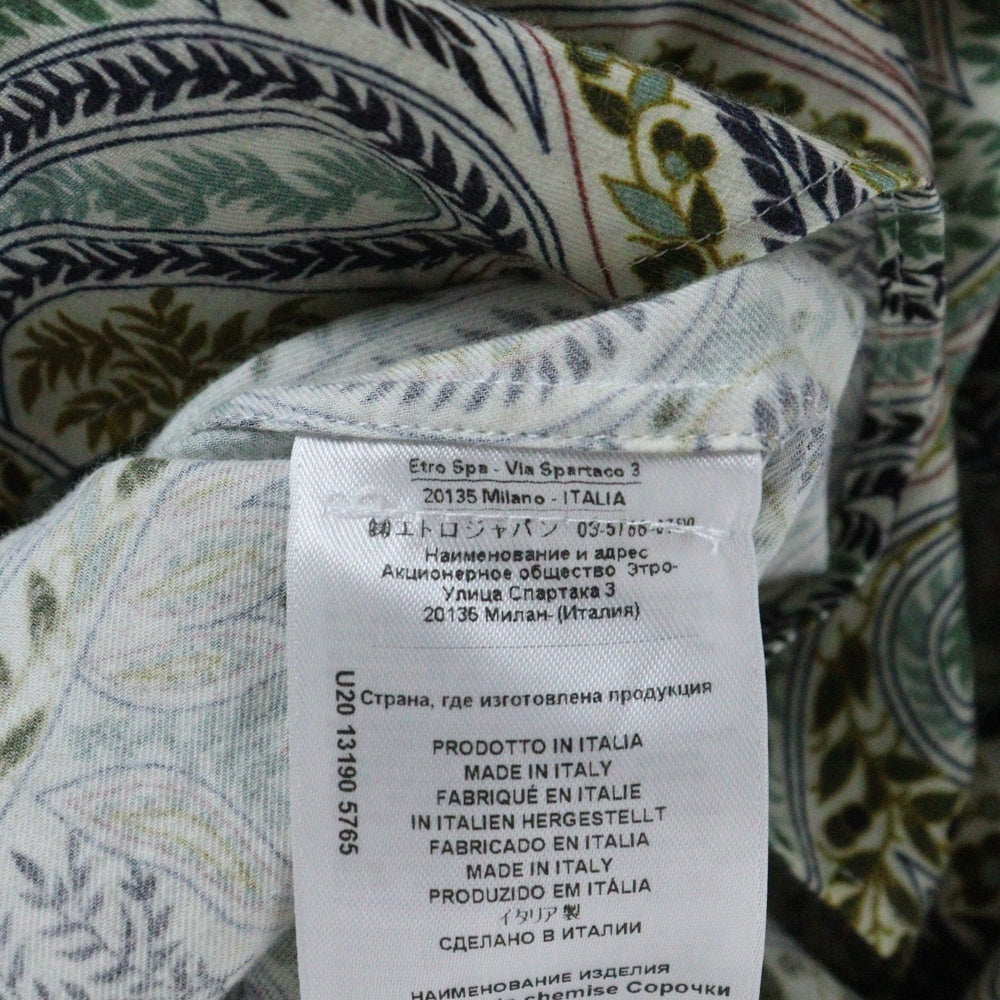 Etro Spa - Via Spartaco 3
20135 Milano - ITALIA
㈱エトロジャパン
Наименование и адрес
Акционерное общество Этро-
Улица Спартака 3
20136 Милан- (Италия)
U20 13190 5765
Страна, где изготовлена продукция
PRODOTTO IN ITALIA
MADE IN ITALY
FABRIQUÉ EN ITALIE
IN ITALIEN HERGESTELLT
FABRICADO EN ITALIA
MADE IN ITALY
PRODUZIDO EM ITÁLIA
イタリア製
СДЕЛАНО В ИТАЛИИ
НАИМЕНОВАНИЕ ИЗДЕЛИЯ
chemise Сорочки